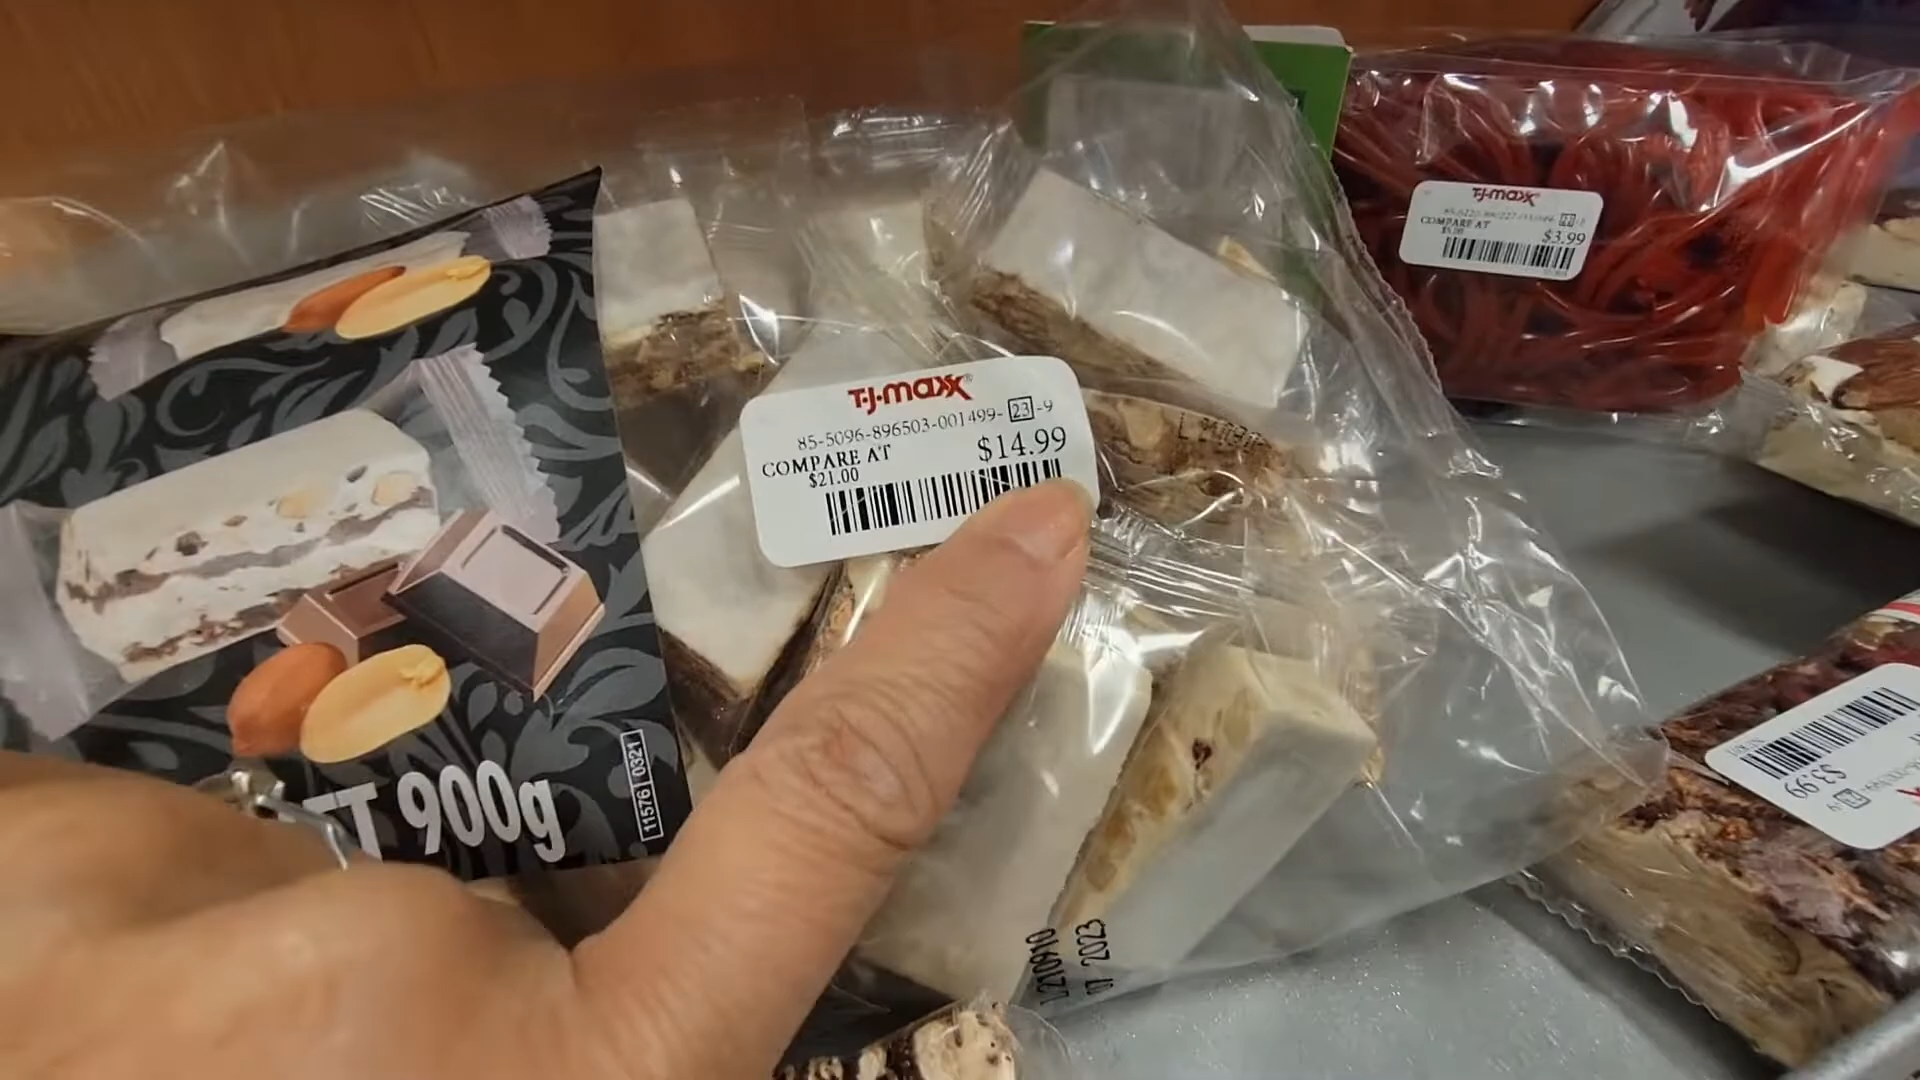 T·J·maxx®
85-5096-896503-001499- 23 -9
COMPARE AT
$14.99
$21.00
T·J·maxx
COMPARE AT
$3.99
$3.99
900g
11576 | 0321
L210910
07 2023